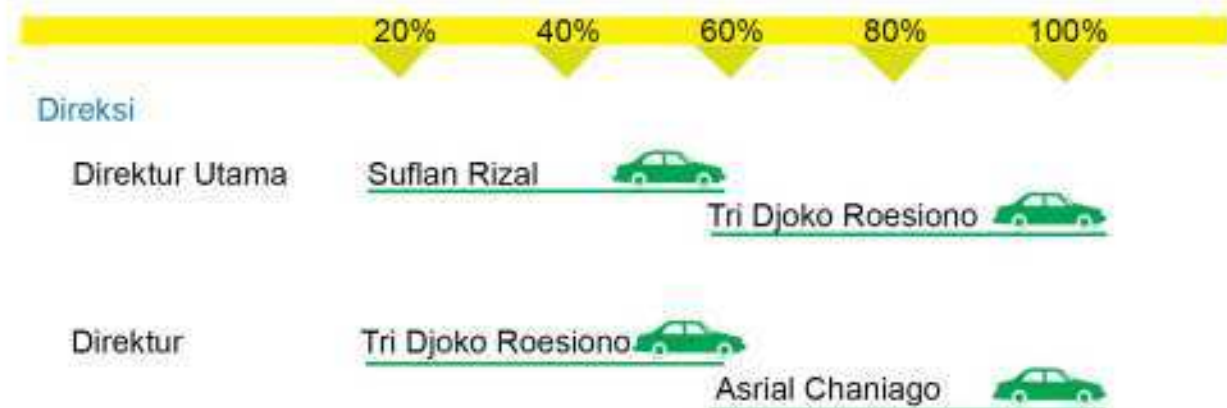 20% 40% 60% 80% 100%
Direksi
Direktur Utama Suflan Rizal
Tri Djoko Roesiono
Direktur Tri Djoko Roesiono
Asrial Chaniago